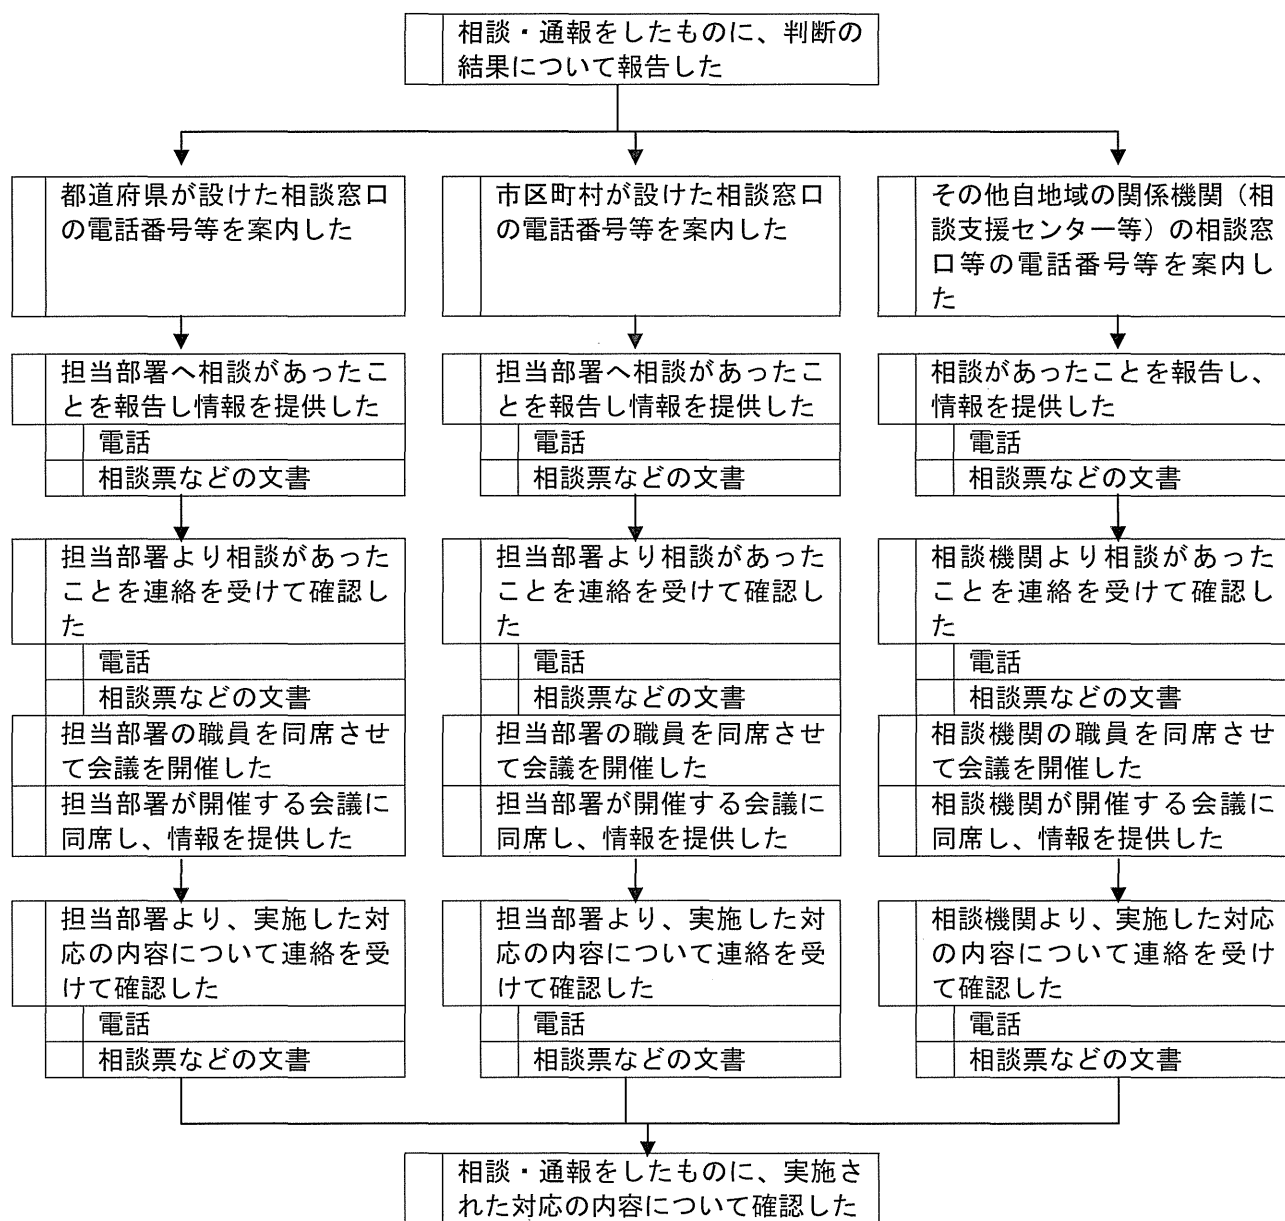 相談・通報をしたものに、判断の
結果について報告した
都道府県が設けた相談窓口
の電話番号等を案内した
市区町村が設けた相談窓口
の電話番号等を案内した
その他自地域の関係機関（相
談支援センター等）の相談窓
口等の電話番号等を案内し
た
担当部署へ相談があったこ
とを報告し情報を提供した
電話
相談票などの文書
担当部署へ相談があったこ
とを報告し情報を提供した
電話
相談票などの文書
相談があったことを報告し、
情報を提供した
電話
相談票などの文書
担当部署より相談があった
ことを連絡を受けて確認し
た
電話
相談票などの文書
担当部署の職員を同席させ
て会議を開催した
担当部署が開催する会議に
同席し、情報を提供した
担当部署より相談があった
ことを連絡を受けて確認し
た
電話
相談票などの文書
担当部署の職員を同席させ
て会議を開催した
担当部署が開催する会議に
同席し、情報を提供した
相談機関より相談があった
ことを連絡を受けて確認し
た
電話
相談票などの文書
相談機関の職員を同席させ
て会議を開催した
相談機関が開催する会議に
同席し、情報を提供した
担当部署より、実施した対
応の内容について連絡を受
けて確認した
電話
相談票などの文書
担当部署より、実施した対
応の内容について連絡を受
けて確認した
電話
相談票などの文書
相談機関より、実施した対応
の内容について連絡を受け
て確認した
電話
相談票などの文書
相談・通報をしたものに、実施さ
れた対応の内容について確認した